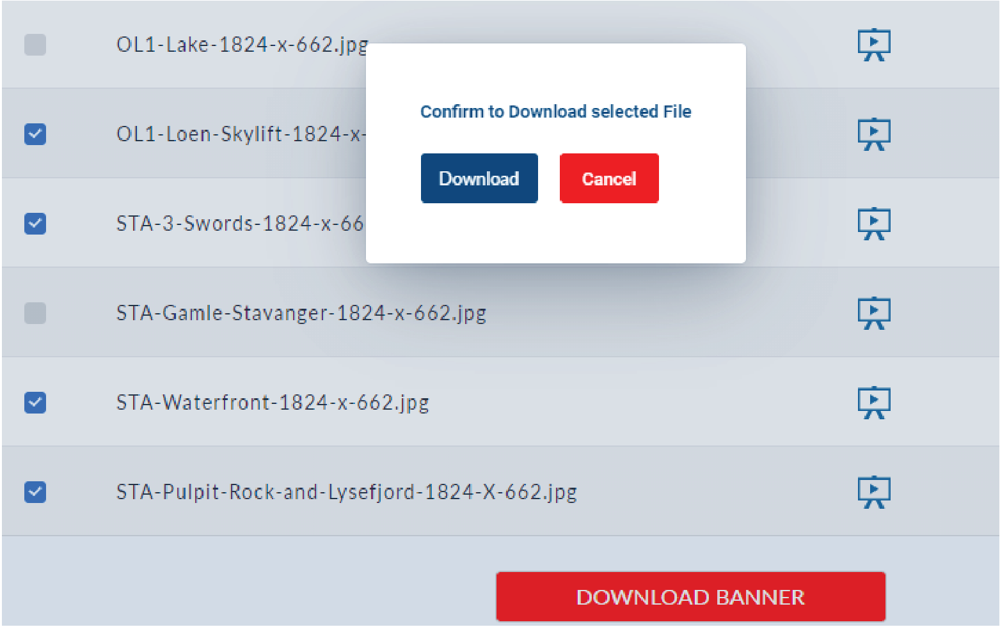 OL1-Lake-1824-x-662.jpg
Confirm to Download selected File
OL1-Loen-Skylift-1824-x-
Download Cancel
STA-3-Swords-1824-x-66
STA-Gamle-Stavanger-1824-x-662.jpg
STA-Waterfront-1824-x-662.jpg
STA-Pulpit-Rock-and-Lysefjord-1824-X-662.jpg
DOWNLOAD BANNER